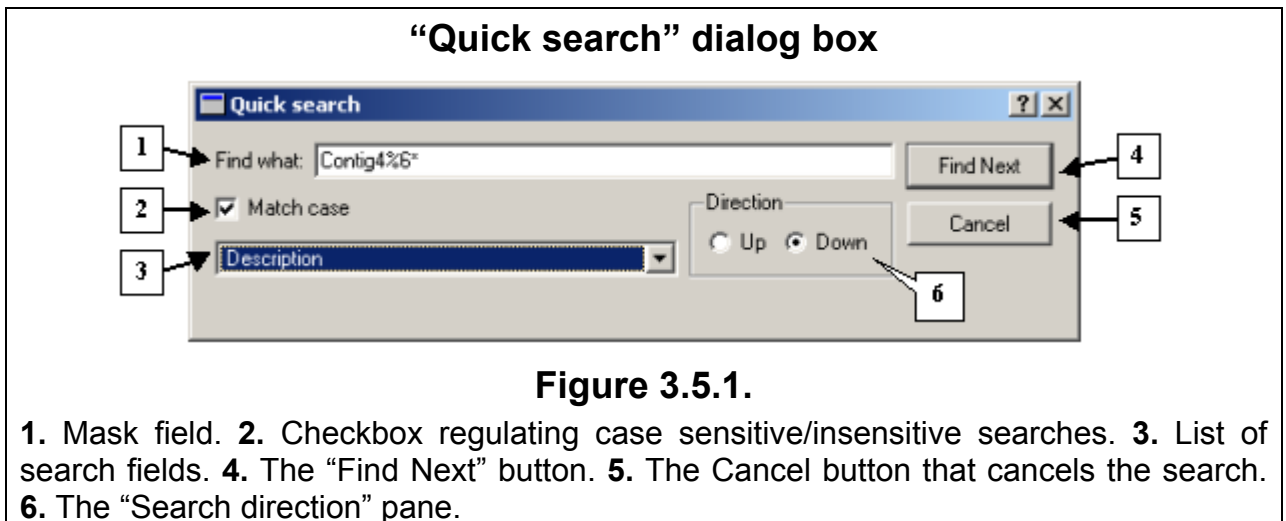 “Quick search” dialog box
Quick search
1
Find what: Contig4%6*
Find Next
4
2
Match case
Direction
Cancel
5
3
Description
Up Down
6
Figure 3.5.1.
1. Mask field. 2. Checkbox regulating case sensitive/insensitive searches. 3. List of
search fields. 4. The “Find Next” button. 5. The Cancel button that cancels the search.
6. The “Search direction” pane.